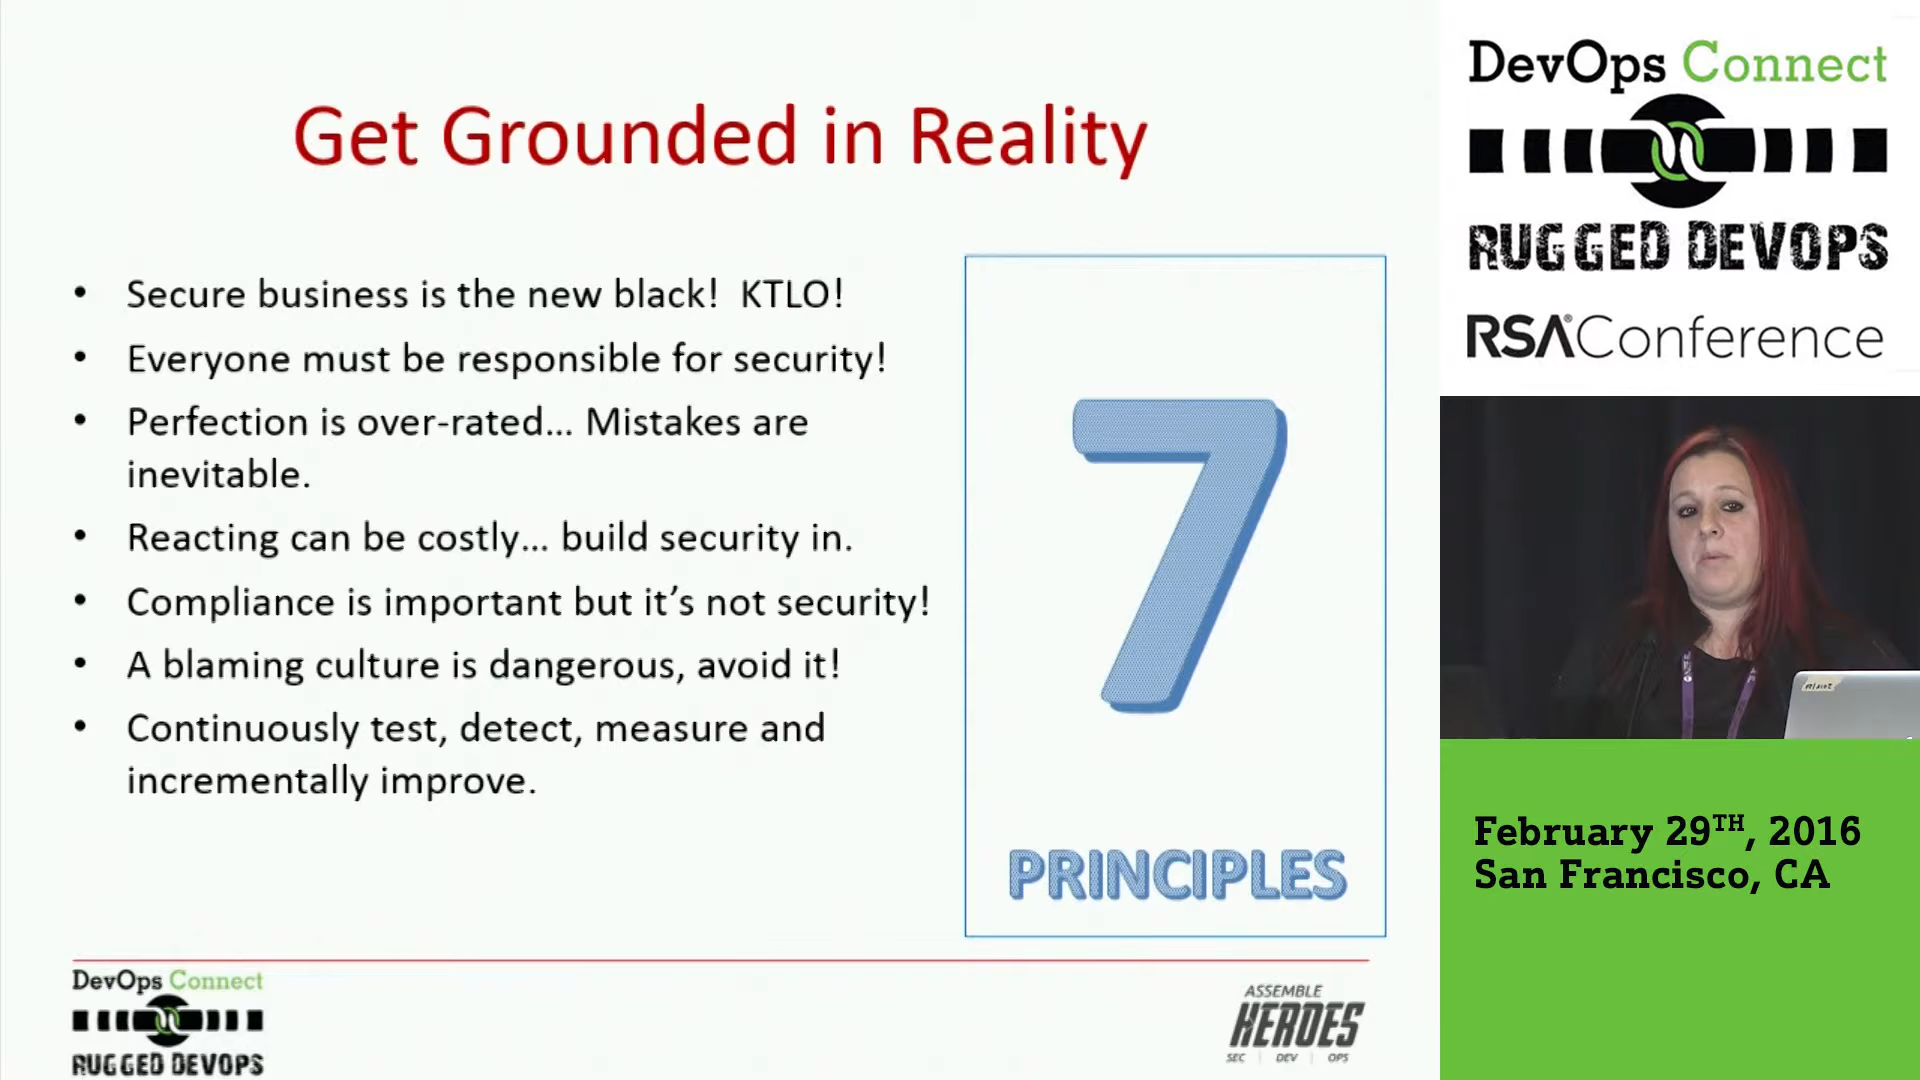 Get Grounded in Reality
• Secure business is the new black! KTLO!
• Everyone must be responsible for security!
• Perfection is over-rated... Mistakes are
inevitable.
• Reacting can be costly... build security in.
• Compliance is important but it's not security!
• A blaming culture is dangerous, avoid it!
• Continuously test, detect, measure and
incrementally improve.
7
PRINCIPLES
DevOps Connect
RUGGED DEVOPS
ASSEMBLE
HEROES
SEC | DEV | OPS
DevOps Connect
RUGGED DEVOPS
RSA®Conference
February 29TH, 2016
San Francisco, CA